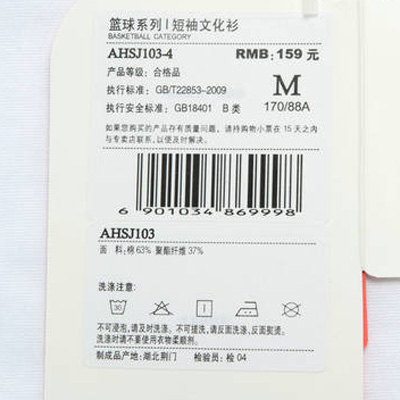 篮球系列 | 短袖文化衫
BASKETBALL CATEGORY
AHSJ103-4 RMB: 159 元
产品等级: 合格品
执行标准: GB/T22853-2009 M
执行安全标准: GB18401 B 类 170/88A
如果您购买的产品存有质量问题, 请持购物小票在 15 天之内
与专卖店联系, 以便及时解决。
6 901034 869998
AHSJ103
面 料: 棉 63% 聚酯纤维 37%
洗涤注意:
30
不可浸泡, 请及时洗涤。不可拧绞, 请反面洗涤、反面熨烫。
洗涤时请不要使用衣物柔顺剂。
制成品产地: 湖北荆门 检验员: 检 04